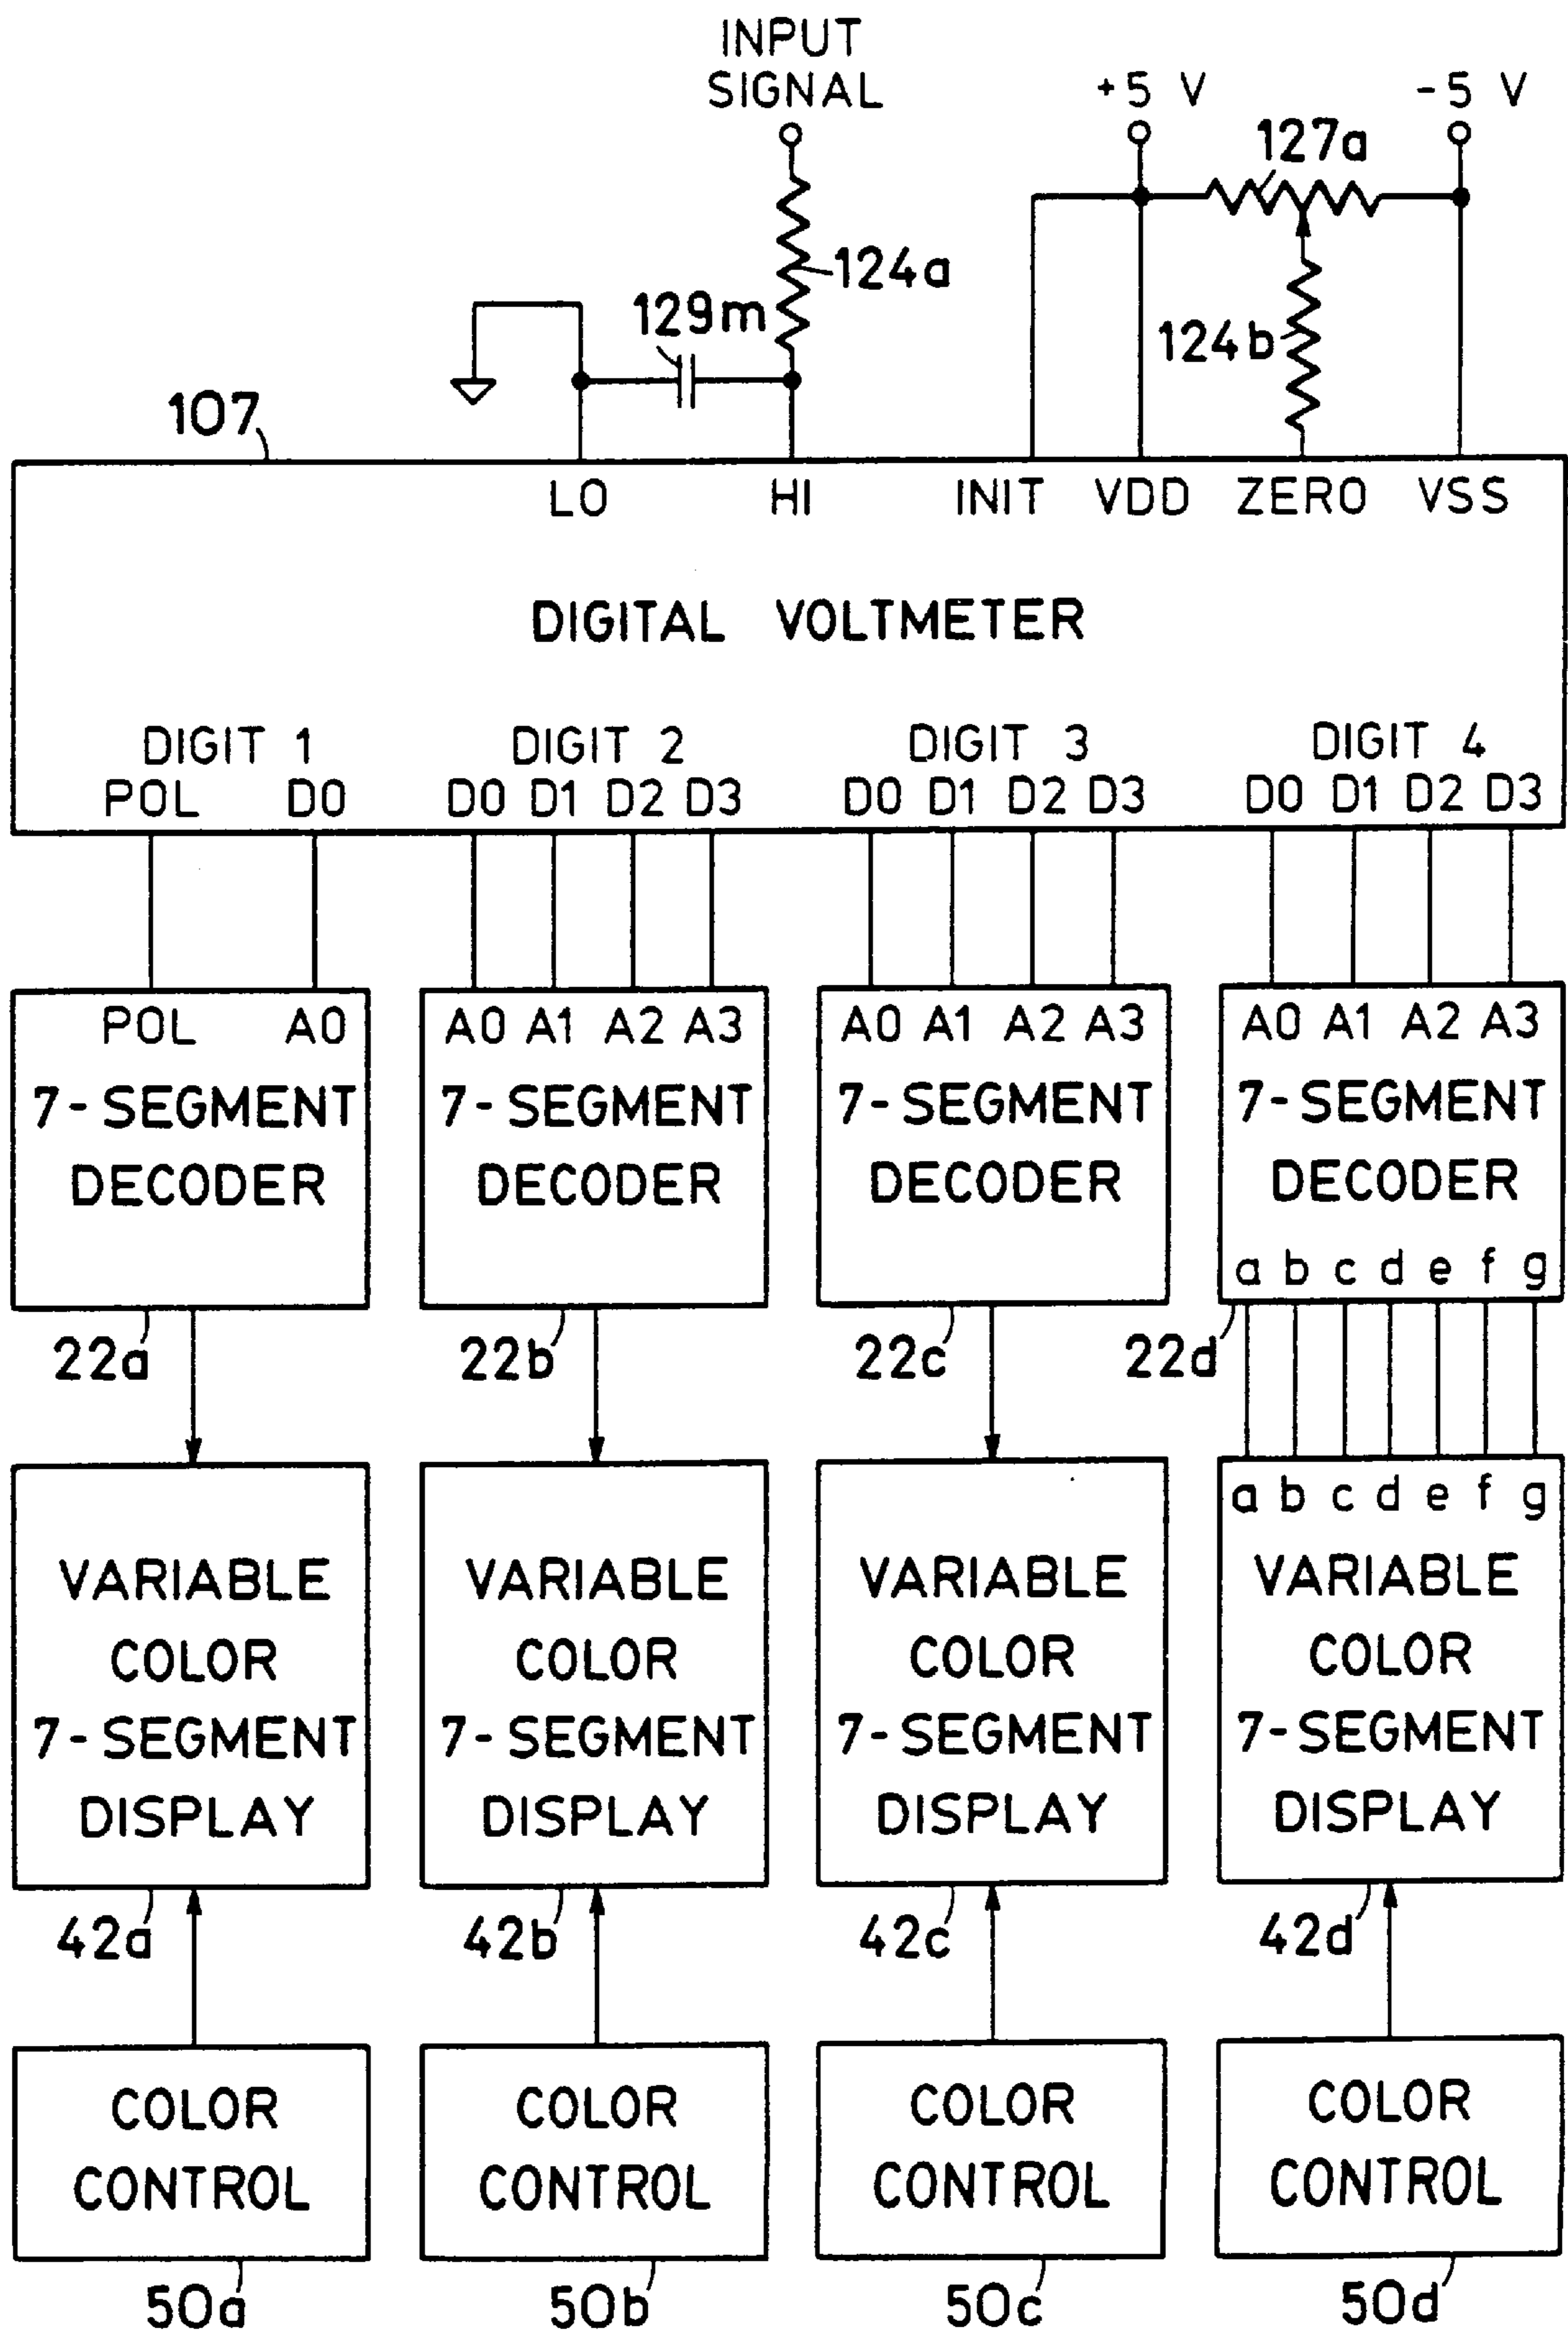 INPUT
SIGNAL
+5 V
-5 V
127a
124a
129m
124b
107
LO HI INIT VDD ZERO VSS
DIGITAL VOLTMETER
DIGIT 1 DIGIT 2 DIGIT 3 DIGIT 4
POL D0 D0 D1 D2 D3 D0 D1 D2 D3 D0 D1 D2 D3
POL A0 A0 A1 A2 A3 A0 A1 A2 A3 A0 A1 A2 A3
7-SEGMENT 7-SEGMENT 7-SEGMENT 7-SEGMENT
DECODER DECODER DECODER DECODER
a b c d e f g
22a 22b 22c 22d
a b c d e f g
VARIABLE VARIABLE VARIABLE VARIABLE
COLOR COLOR COLOR COLOR
7-SEGMENT 7-SEGMENT 7-SEGMENT 7-SEGMENT
DISPLAY DISPLAY DISPLAY DISPLAY
42a 42b 42c 42d
COLOR COLOR COLOR COLOR
CONTROL CONTROL CONTROL CONTROL
50a 50b 50c 50d